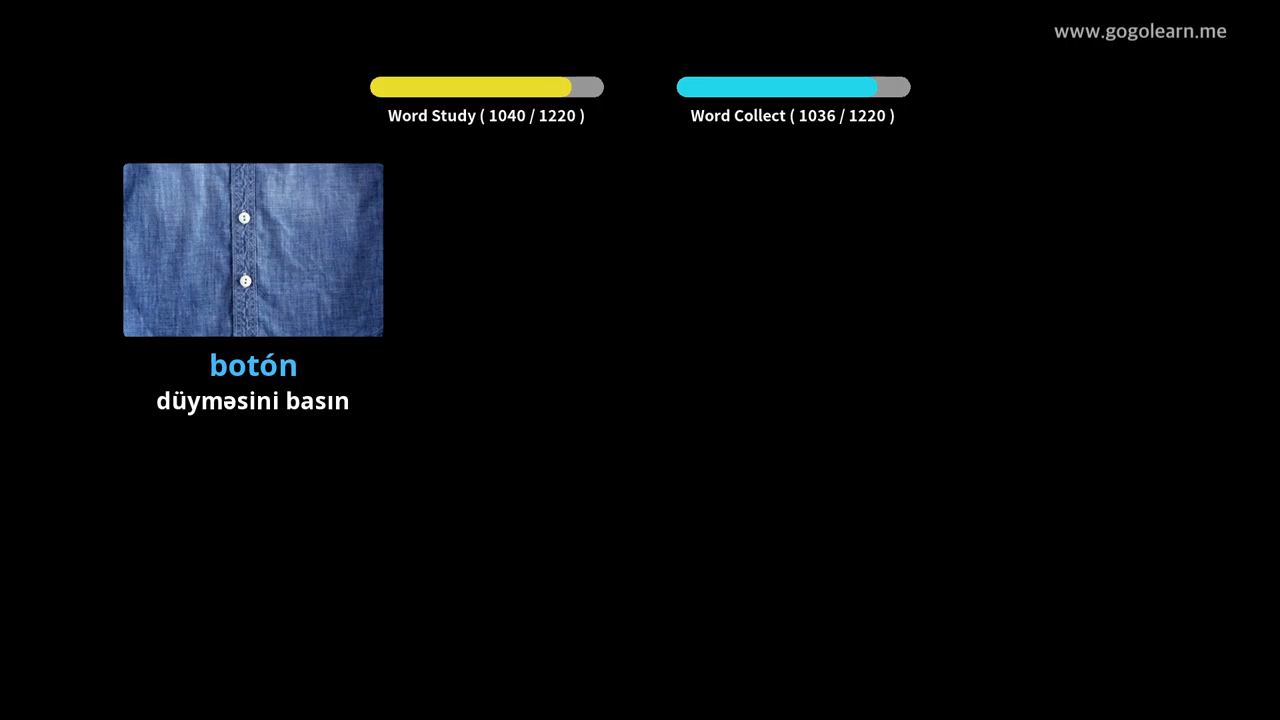 www.gogolearn.me
Word Study ( 1040 / 1220 )
Word Collect ( 1036 / 1220 )
botón
düyməsini basın